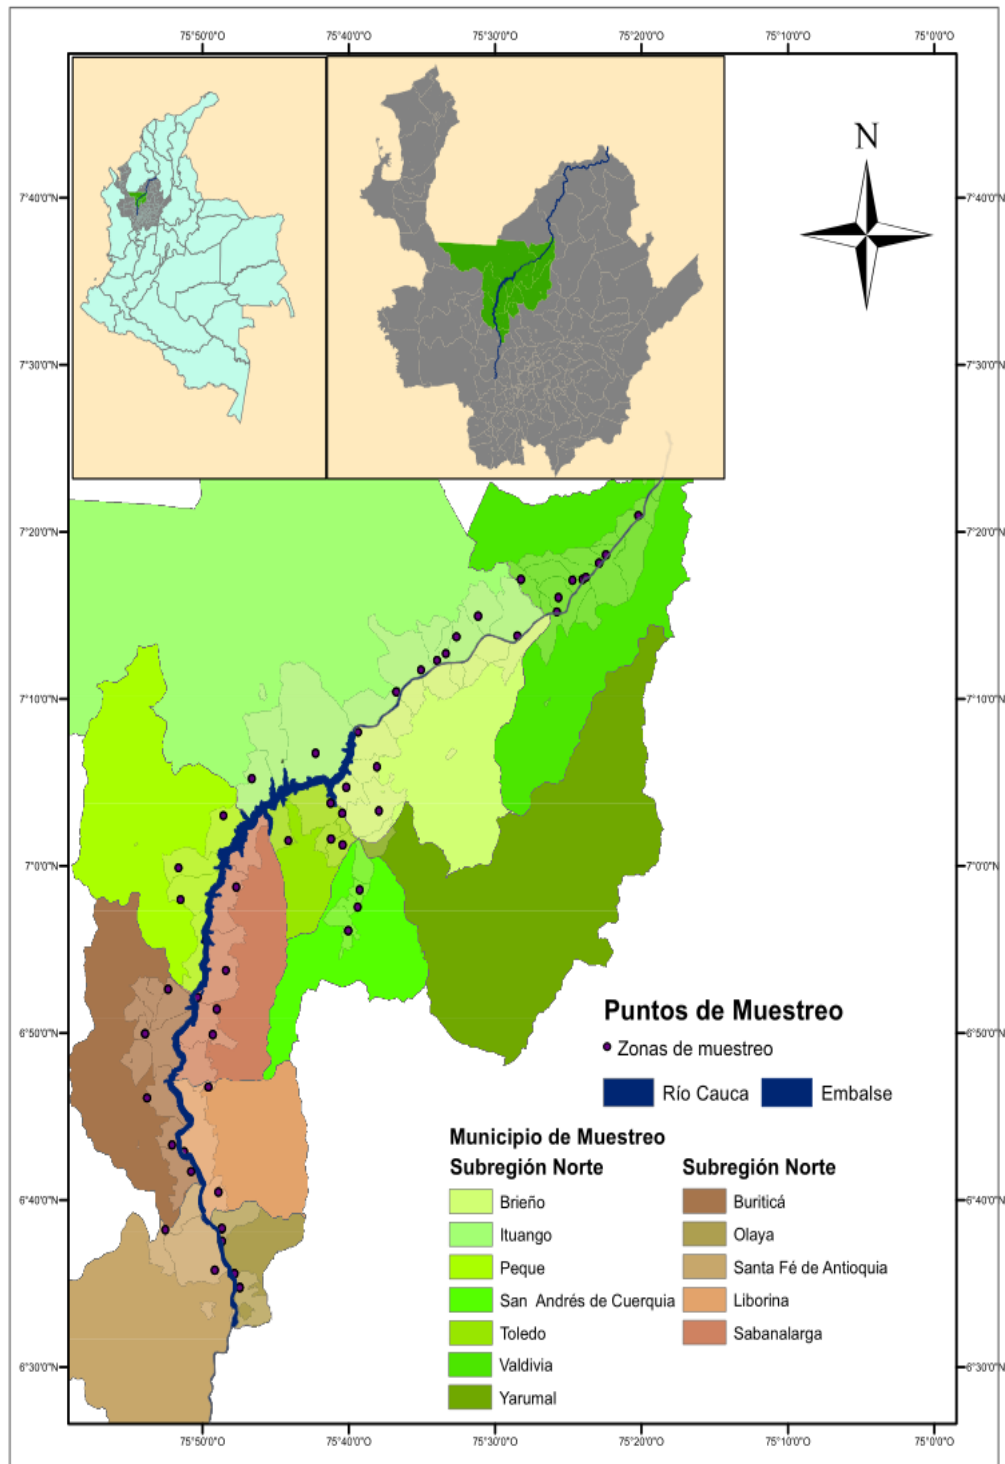 75°50'0"O 75°40'0"O 75°30'0"O 75°20'0"O 75°10'0"O 75°0'0"O
N
7°40'0"N 7°40'0"N
7°30'0"N 7°30'0"N
7°20'0"N 7°20'0"N
7°10'0"N 7°10'0"N
7°0'0"N 7°0'0"N
6°50'0"N 6°50'0"N
6°40'0"N 6°40'0"N
6°30'0"N 6°30'0"N
Puntos de Muestreo
Zonas de muestreo
Río Cauca Embalse
Municipio de Muestreo
Subregión Norte
Brieño
Ituango
Peque
San Andrés de Cuerquia
Toledo
Valdivia
Yarumal
Subregión Norte
Buriticá
Olaya
Santa Fé de Antioquia
Liborina
Sabanalarga
75°50'0"O 75°40'0"O 75°30'0"O 75°20'0"O 75°10'0"O 75°0'0"O